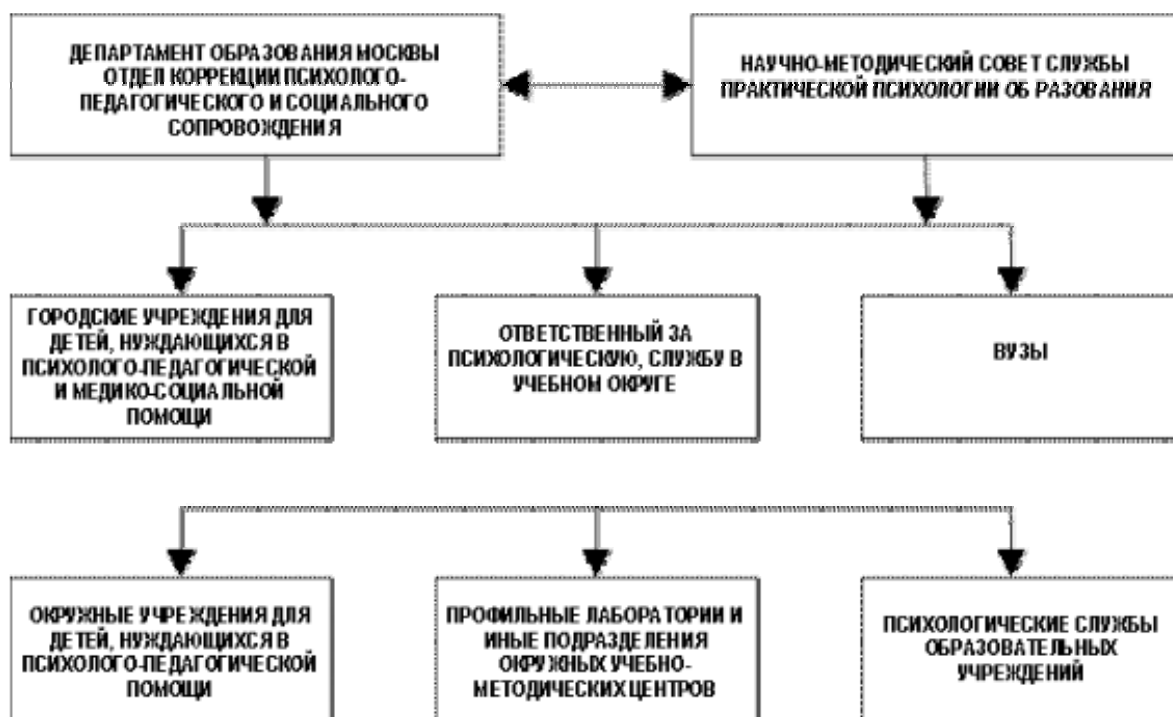 ДЕПАРТАМЕНТ ОБРАЗОВАНИЯ МОСКВЫ
ОТДЕЛ КОРРЕКЦИИ ПСИХОЛОГО-
ПЕДАГОГИЧЕСКОГО И СОЦИАЛЬНОГО
СОПРОВОЖДЕНИЯ
НАУЧНО-МЕТОДИЧЕСКИЙ СОВЕТ СЛУЖБЫ
ПРАКТИЧЕСКОЙ ПСИХОЛОГИИ ОБ РАЗОВАНИЯ
ГОРОДСКИЕ УЧРЕЖДЕНИЯ ДЛЯ
ДЕТЕЙ, НУЖДАЮЩИХСЯ В
ПСИХОЛОГО-ПЕДАГОГИЧЕСКОЙ
И МЕДИКО-СОЦИАЛЬНОЙ
ПОМОЩИ
ОТВЕТСТВЕННЫЙ ЗА
ПСИХОЛОГИЧЕСКУЮ, СЛУЖБУ В
УЧЕБНОМ ОКРУГЕ
ВУЗЫ
ОКРУЖНЫЕ УЧРЕЖДЕНИЯ ДЛЯ
ДЕТЕЙ, НУЖДАЮЩИХСЯ В
ПСИХОЛОГО-ПЕДАГОГИЧЕСКОЙ
ПОМОЩИ
ПРОФИЛЬНЫЕ ЛАБОРАТОРИИ И
ИНЫЕ ПОДРАЗДЕЛЕНИЯ
ОКРУЖНЫХ УЧЕБНО-
МЕТОДИЧЕСКИХ ЦЕНТРОВ
ПСИХОЛОГИЧЕСКИЕ СЛУЖБЫ
ОБРАЗОВАТЕЛЬНЫХ
УЧРЕЖДЕНИЙ